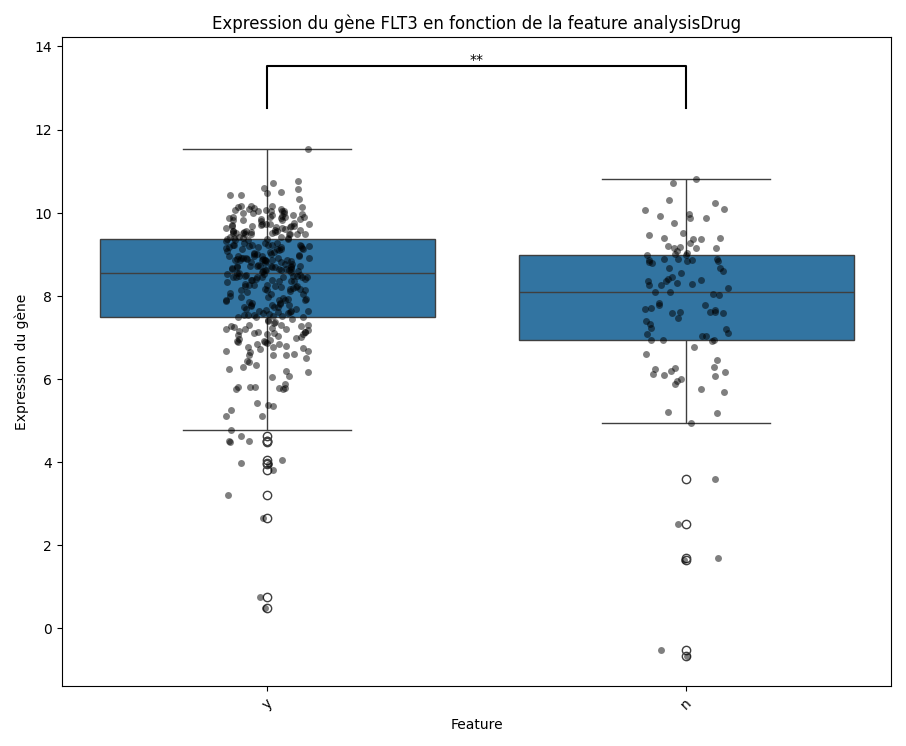 Expression du gène FLT3 en fonction de la feature analysisDrug
**
14
12
10
8
6
4
2
0
Expression du gène
y
n
Feature